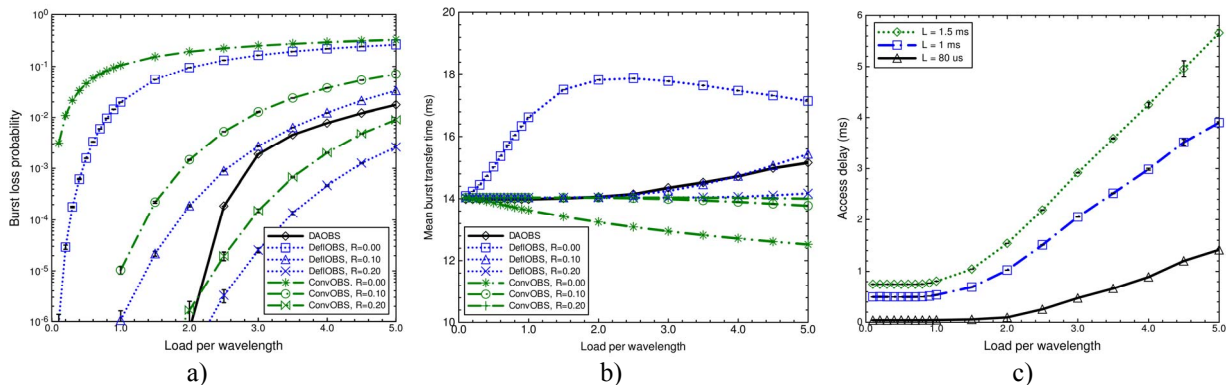 Burst loss probability
10^0
10^-1
10^-2
10^-3
10^-4
10^-5
10^-6
0.0
1.0
2.0
3.0
4.0
5.0
Load per wavelength
DAOBS
DeflOBS, R=0.00
DeflOBS, R=0.10
DeflOBS, R=0.20
ConvOBS, R=0.00
ConvOBS, R=0.10
ConvOBS, R=0.20
a)
Mean burst transfer time (ms)
20
18
16
14
12
10
0.0
1.0
2.0
3.0
4.0
5.0
Load per wavelength
DAOBS
DeflOBS, R=0.00
DeflOBS, R=0.10
DeflOBS, R=0.20
ConvOBS, R=0.00
ConvOBS, R=0.10
ConvOBS, R=0.20
b)
Access delay (ms)
6
5
4
3
2
1
0
0.0
1.0
2.0
3.0
4.0
5.0
Load per wavelength
L = 1.5 ms
L = 1 ms
L = 80 us
c)